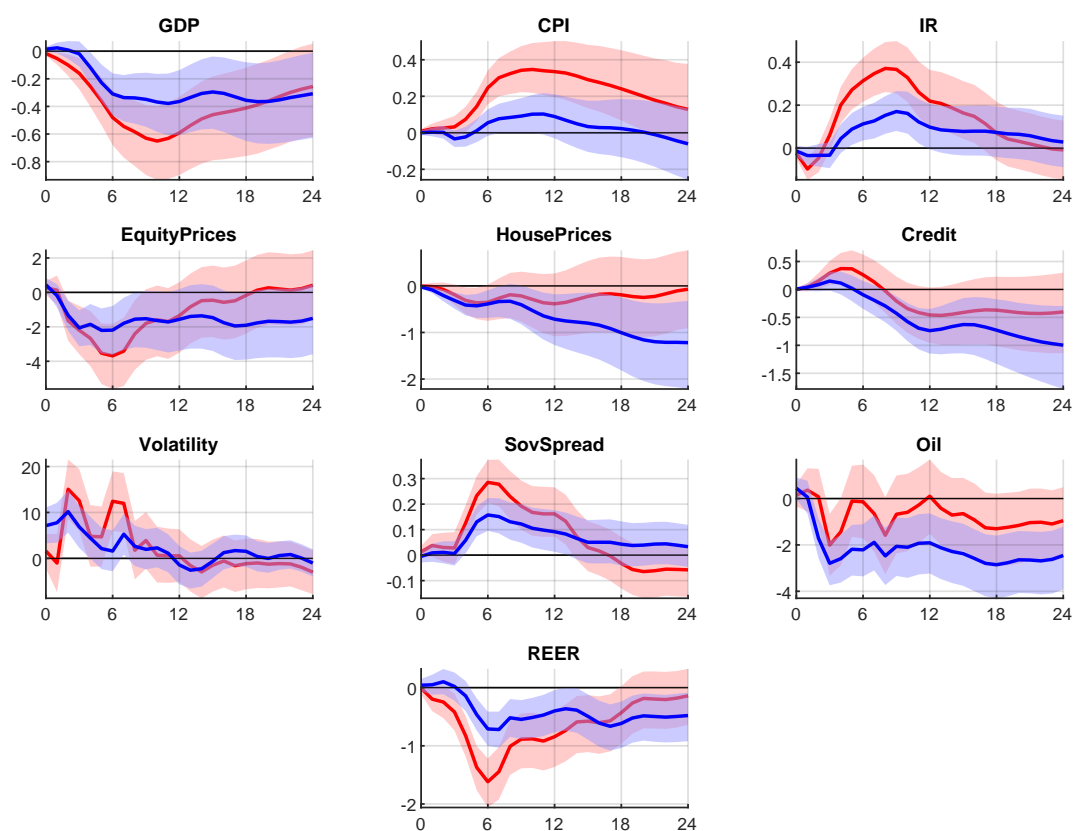 GDP
0
-0.2
-0.4
-0.6
-0.8
0 6 12 18 24
CPI
0.4
0.2
0
-0.2
0 6 12 18 24
IR
0.4
0.2
0
0 6 12 18 24
EquityPrices
2
0
-2
-4
0 6 12 18 24
HousePrices
0
-1
-2
0 6 12 18 24
Credit
0.5
0
-0.5
-1
-1.5
0 6 12 18 24
Volatility
20
10
0
0 6 12 18 24
SovSpread
0.3
0.2
0.1
0
-0.1
0 6 12 18 24
Oil
0
-2
-4
0 6 12 18 24
REER
0
-1
-2
0 6 12 18 24